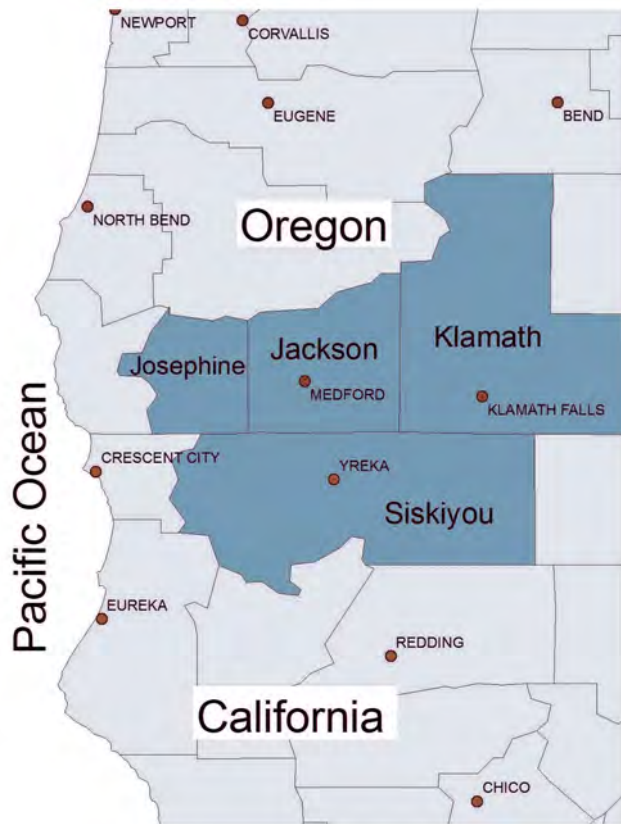 NEWPORT
CORVALLIS
EUGENE
BEND
NORTH BEND
Oregon
Klamath
Jackson
Josephine
MEDFORD
KLAMATH FALLS
CRESCENT CITY
YREKA
Siskiyou
Pacific Ocean
EUREKA
REDDING
California
CHICO